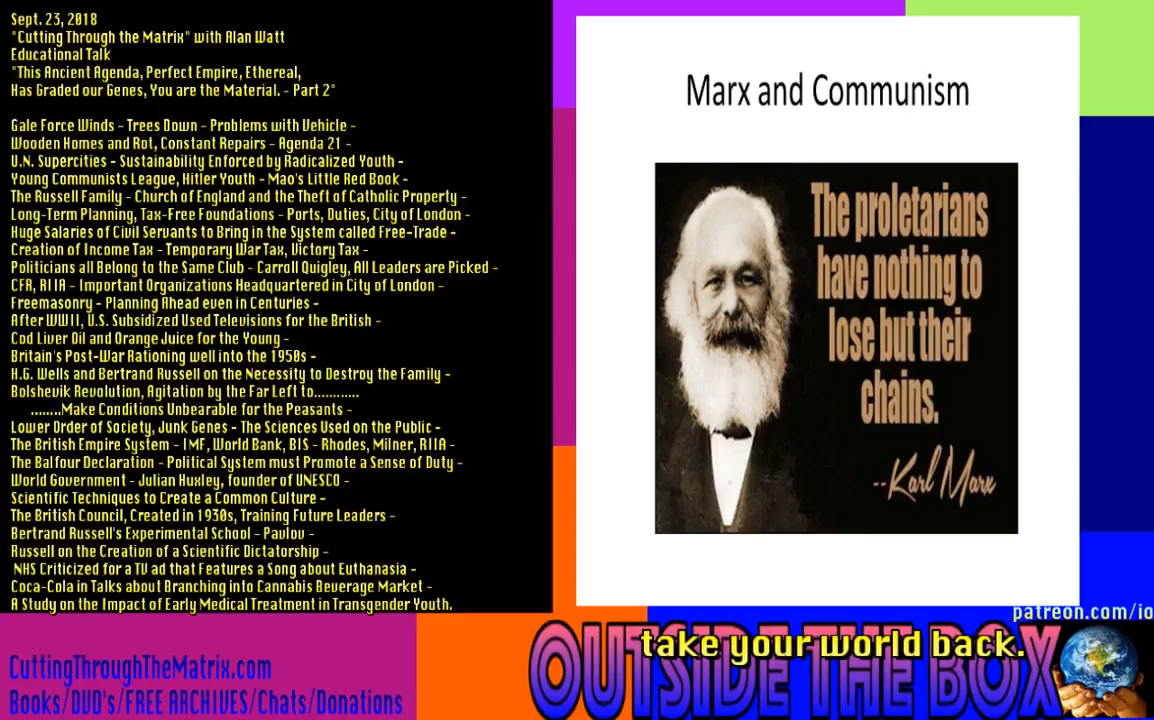 Sept. 23, 2018
"Cutting Through the Matrix" with Alan Watt
Educational Talk
"This Ancient Agenda, Perfect Empire, Ethereal,
Has Graded our Genes, You are the Material. - Part 2"
Gale Force Winds - Trees Down - Problems with Vehicle -
Wooden Homes and Rot, Constant Repairs - Agenda 21 -
U.N. Supercities - Sustainability Enforced by Radicalized Youth -
Young Communists League, Hitler Youth - Mao's Little Red Book -
The Russell Family - Church of England and the Theft of Catholic Property -
Long-Term Planning, Tax-Free Foundations - Ports, Duties, City of London -
Huge Salaries of Civil Servants to Bring in the System called Free-Trade -
Creation of Income Tax - Temporary War Tax, Victory Tax -
Politicians all Belong to the Same Club - Carroll Quigley, All Leaders are Picked -
CFR, RIIA - Important Organizations Headquartered in City of London -
Freemasonry - Planning Ahead even in Centuries -
After WWII, U.S. Subsidized Used Televisions for the British -
Cod Liver Oil and Orange Juice for the Young -
Britain's Post-War Rationing well into the 1950s -
H.G. Wells and Bertrand Russell on the Necessity to Destroy the Family -
Bolshevik Revolution, Agitation by the Far Left to............
........Make Conditions Unbearable for the Peasants -
Lower Order of Society, Junk Genes - The Sciences Used on the Public -
The British Empire System - IMF, World Bank, BIS - Rhodes, Milner, RIIA -
The Balfour Declaration - Political System must Promote a Sense of Duty -
World Government - Julian Huxley, founder of UNESCO -
Scientific Techniques to Create a Common Culture -
The British Council, Created in 1930s, Training Future Leaders -
Bertrand Russell's Experimental School - Pavlov -
Russell on the Creation of a Scientific Dictatorship -
NHS Criticized for a TV ad that Features a Song about Euthanasia -
Coca-Cola in Talks about Branching into Cannabis Beverage Market -
A Study on the Impact of Early Medical Treatment in Transgender Youth.
CuttingThroughTheMatrix.com
Books/DVD's/FREE ARCHIVES/Chats/Donations
Marx and Communism
The proletarians
have nothing to
lose but their
chains.
--Karl Marx
patreon.com/io
take your world back.
OUTSIDE THE BOX